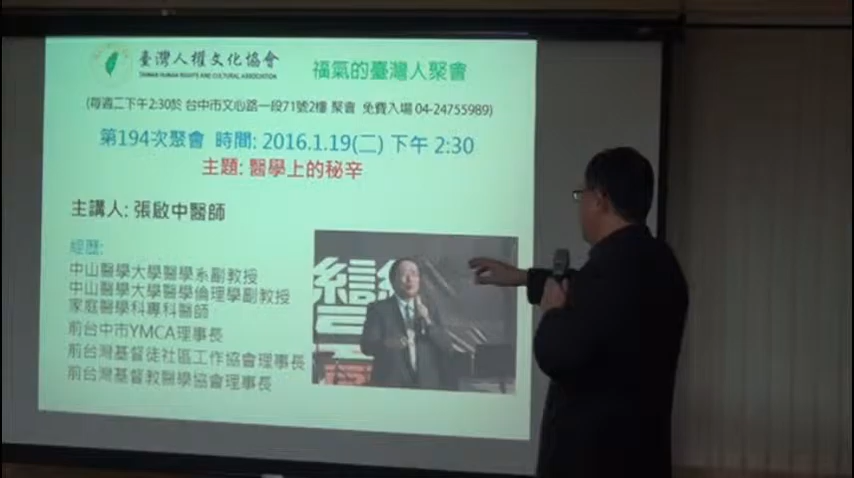 臺灣人權文化協會
TAIWAN HUMAN RIGHTS AND CULTURAL ASSOCIATION
福氣的臺灣人聚會
(每週二下午2:30於 台中市文心路一段71號2樓 聚會 免費入場 04-24755989)
第194次聚會 時間: 2016.1.19(二) 下午 2:30
主題: 醫學上的秘辛
主講人: 張啟中醫師
經歷:
中山醫學大學醫學系副教授
中山醫學大學醫學倫理學副教授
家庭醫學科專科醫師
前台中市YMCA理事長
前台灣基督徒社區工作協會理事長
前台灣基督教醫學協會理事長